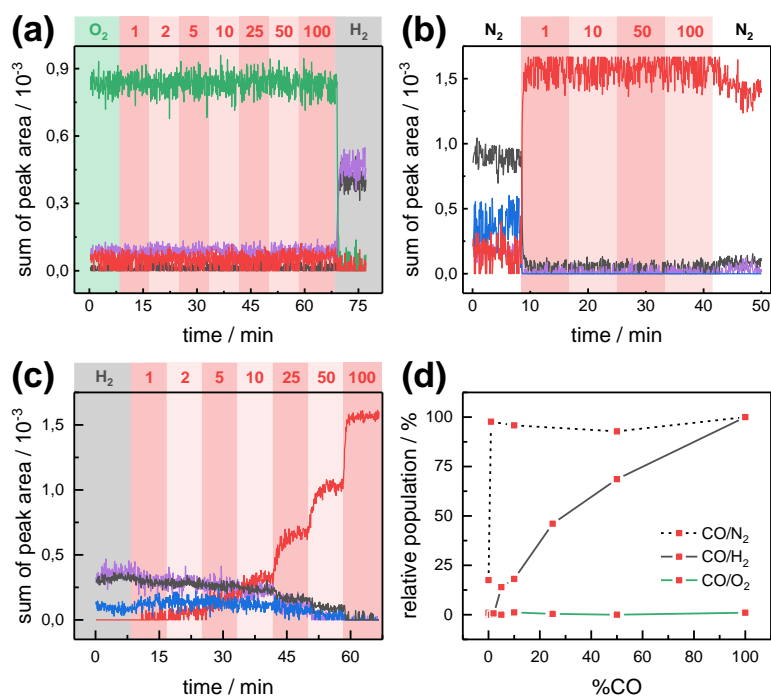 (a)
O₂ 1 2 5 10 25 50 100 H₂
0,9
0,6
0,3
0,0
sum of peak area / 10⁻³
0 15 30 45 60 75
time / min
(b)
N₂ 1 10 50 100 N₂
1,5
1,0
0,5
0,0
sum of peak area / 10⁻³
0 10 20 30 40 50
time / min
(c)
H₂ 1 2 5 10 25 50 100
1,5
1,0
0,5
0,0
sum of peak area / 10⁻³
0 15 30 45 60
time / min
(d)
100
75
50
25
0
relative population / %
CO/N₂
CO/H₂
CO/O₂
0 20 40 60 80 100
%CO